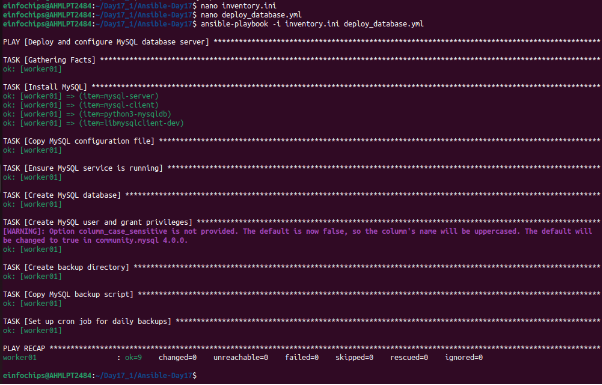 einfochips@AHMLPT2484:~/Day17_1/Ansible-Day17$ nano inventory.ini
einfochips@AHMLPT2484:~/Day17_1/Ansible-Day17$ nano deploy_database.yml
einfochips@AHMLPT2484:~/Day17_1/Ansible-Day17$ ansible-playbook -i inventory.ini deploy_database.yml
PLAY [Deploy and configure MySQL database server] ****************************************************************************************
TASK [Gathering Facts] ****************************************************************************************
ok: [worker01]
TASK [Install MySQL] ****************************************************************************************
ok: [worker01] => (item=mysql-server)
ok: [worker01] => (item=mysql-client)
ok: [worker01] => (item=python3-mysqldb)
ok: [worker01] => (item=libmysqlclient-dev)
TASK [Copy MySQL configuration file] ****************************************************************************************
ok: [worker01]
TASK [Ensure MySQL service is running] ****************************************************************************************
ok: [worker01]
TASK [Create MySQL database] ****************************************************************************************
ok: [worker01]
TASK [Create MySQL user and grant privileges] ****************************************************************************************
[WARNING]: Option column_case_sensitive is not provided. The default is now false, so the column's name will be uppercased. The default will
be changed to true in community.mysql 4.0.0.
ok: [worker01]
TASK [Create backup directory] ****************************************************************************************
ok: [worker01]
TASK [Copy MySQL backup script] ****************************************************************************************
ok: [worker01]
TASK [Set up cron job for daily backups] ****************************************************************************************
ok: [worker01]
PLAY RECAP ****************************************************************************************
worker01 : ok=9 changed=0 unreachable=0 failed=0 skipped=0 rescued=0 ignored=0
einfochips@AHMLPT2484:~/Day17_1/Ansible-Day17$